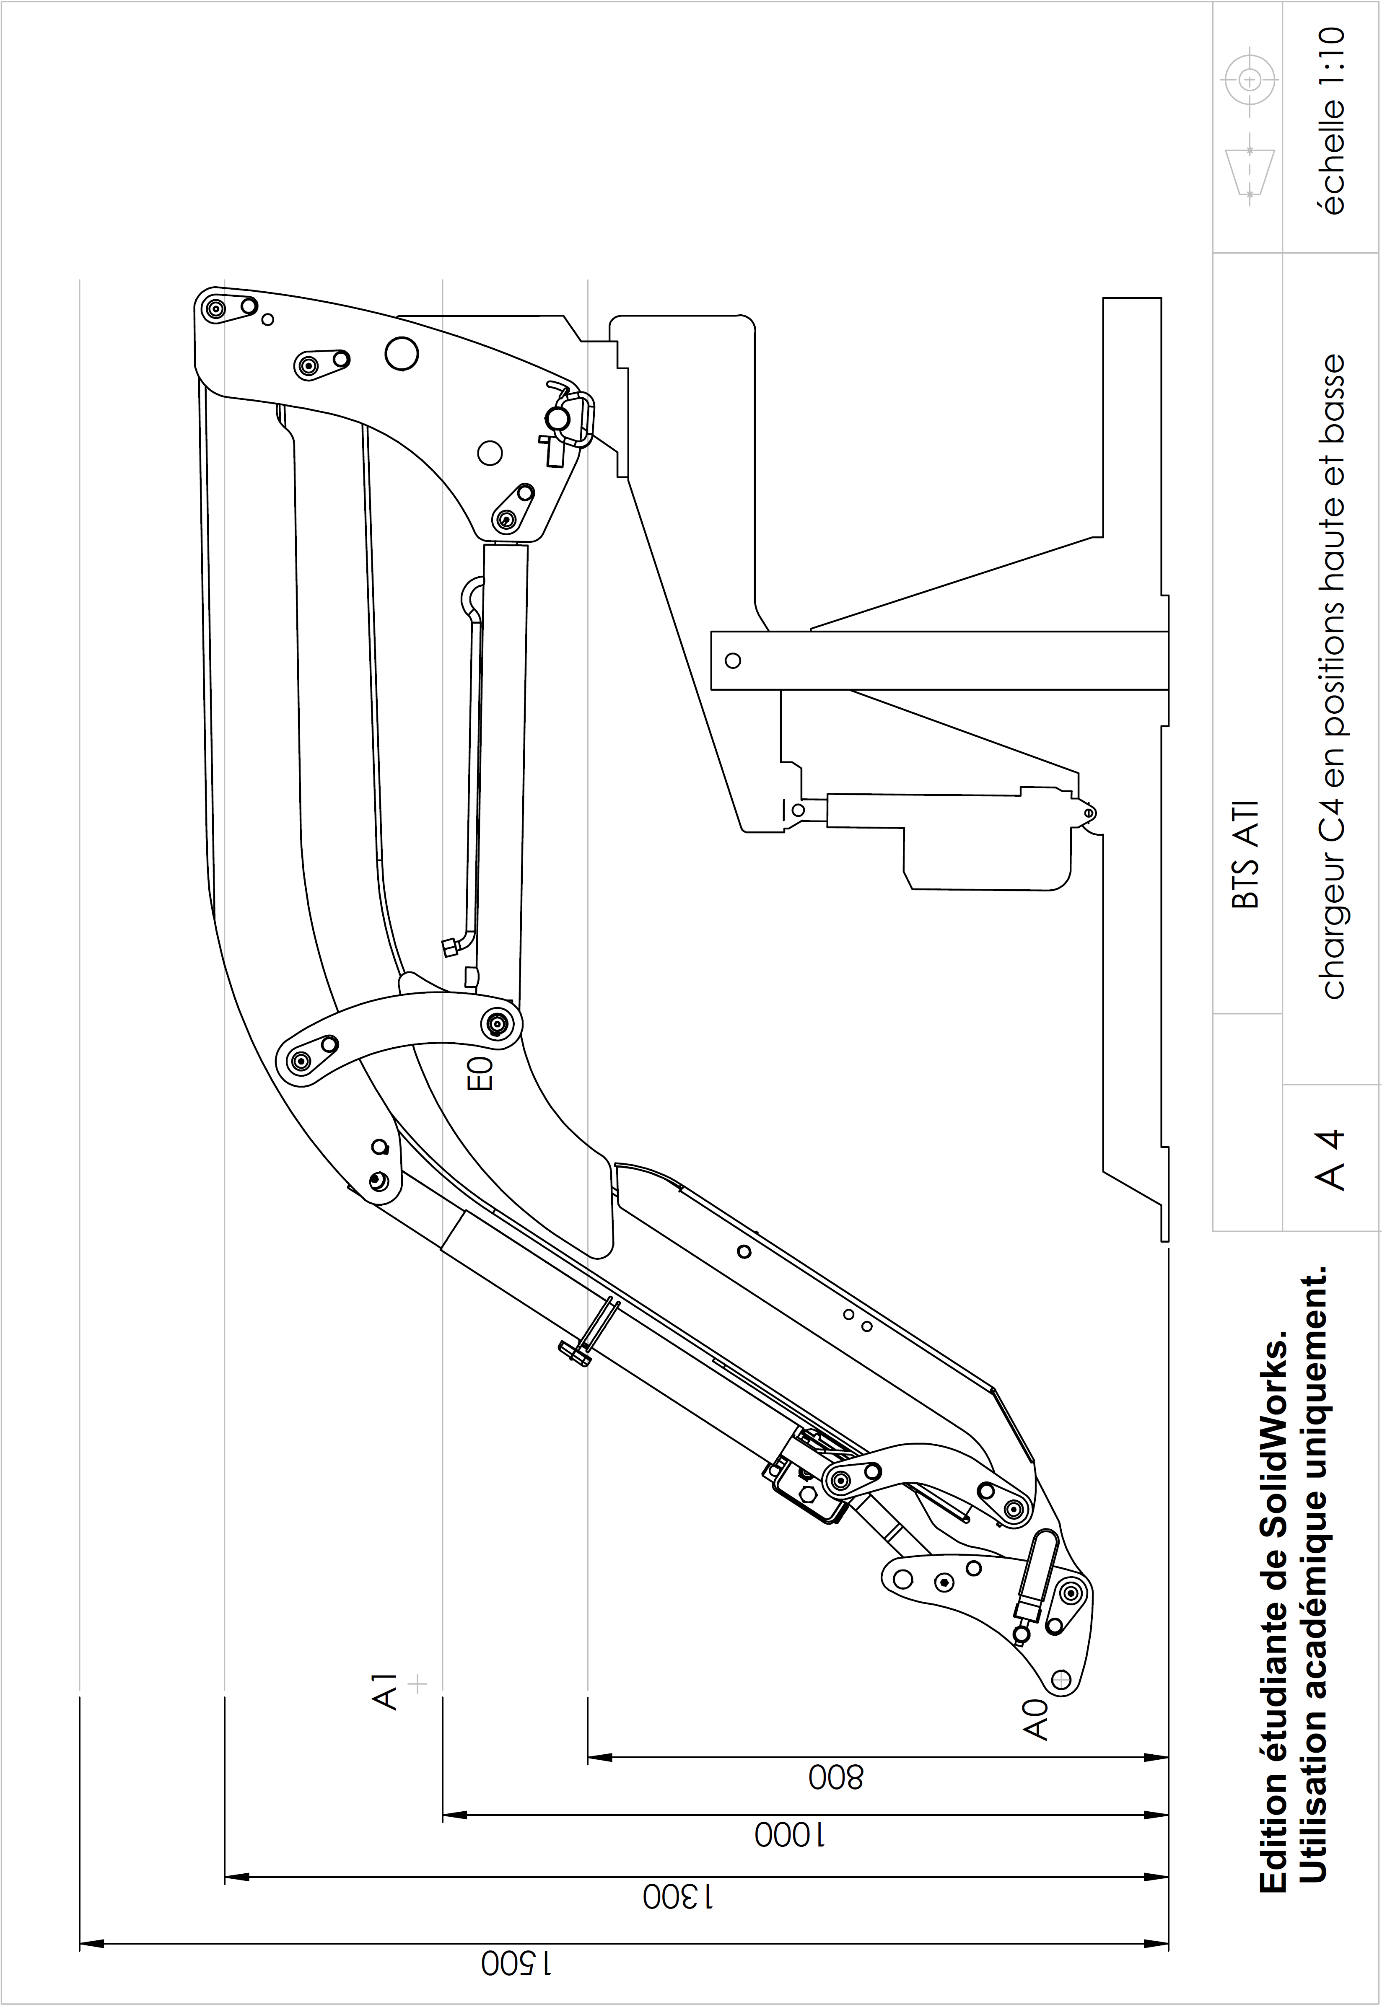 A1
E0
A0
800
1000
1300
1500
BTS ATI
échelle 1:10
chargeur C4 en positions haute et basse
A 4
Edition étudiante de SolidWorks.
Utilisation académique uniquement.